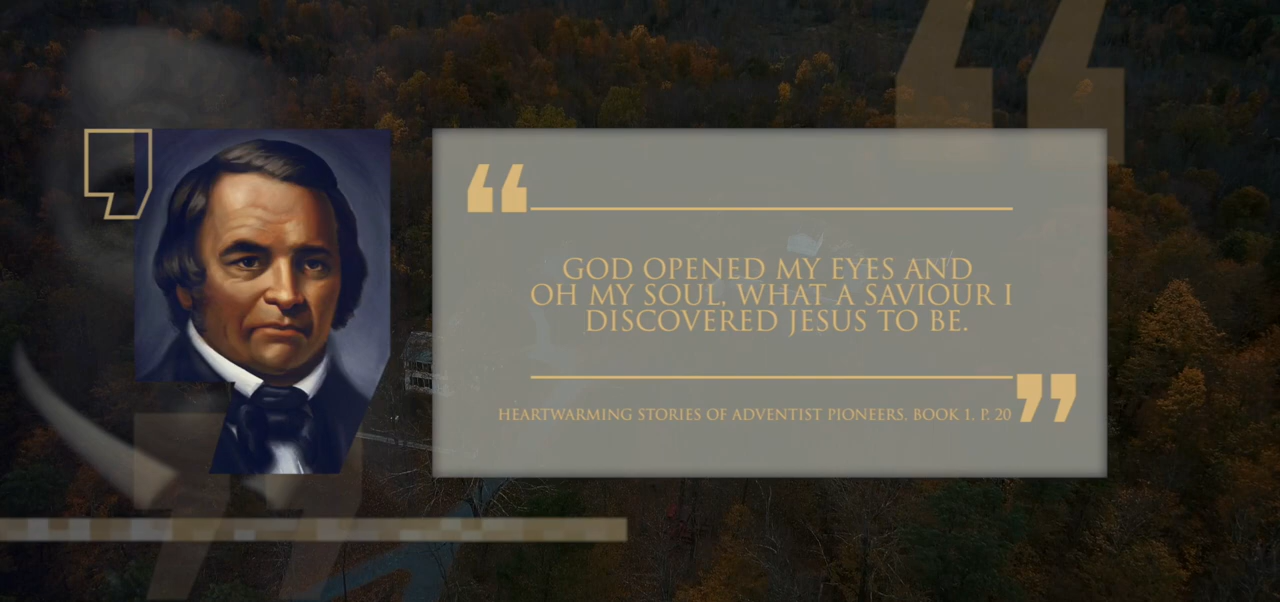 “
GOD OPENED MY EYES AND
OH MY SOUL, WHAT A SAVIOUR I
DISCOVERED JESUS TO BE.
”
HEARTWARMING STORIES OF ADVENTIST PIONEERS, BOOK 1, P. 20